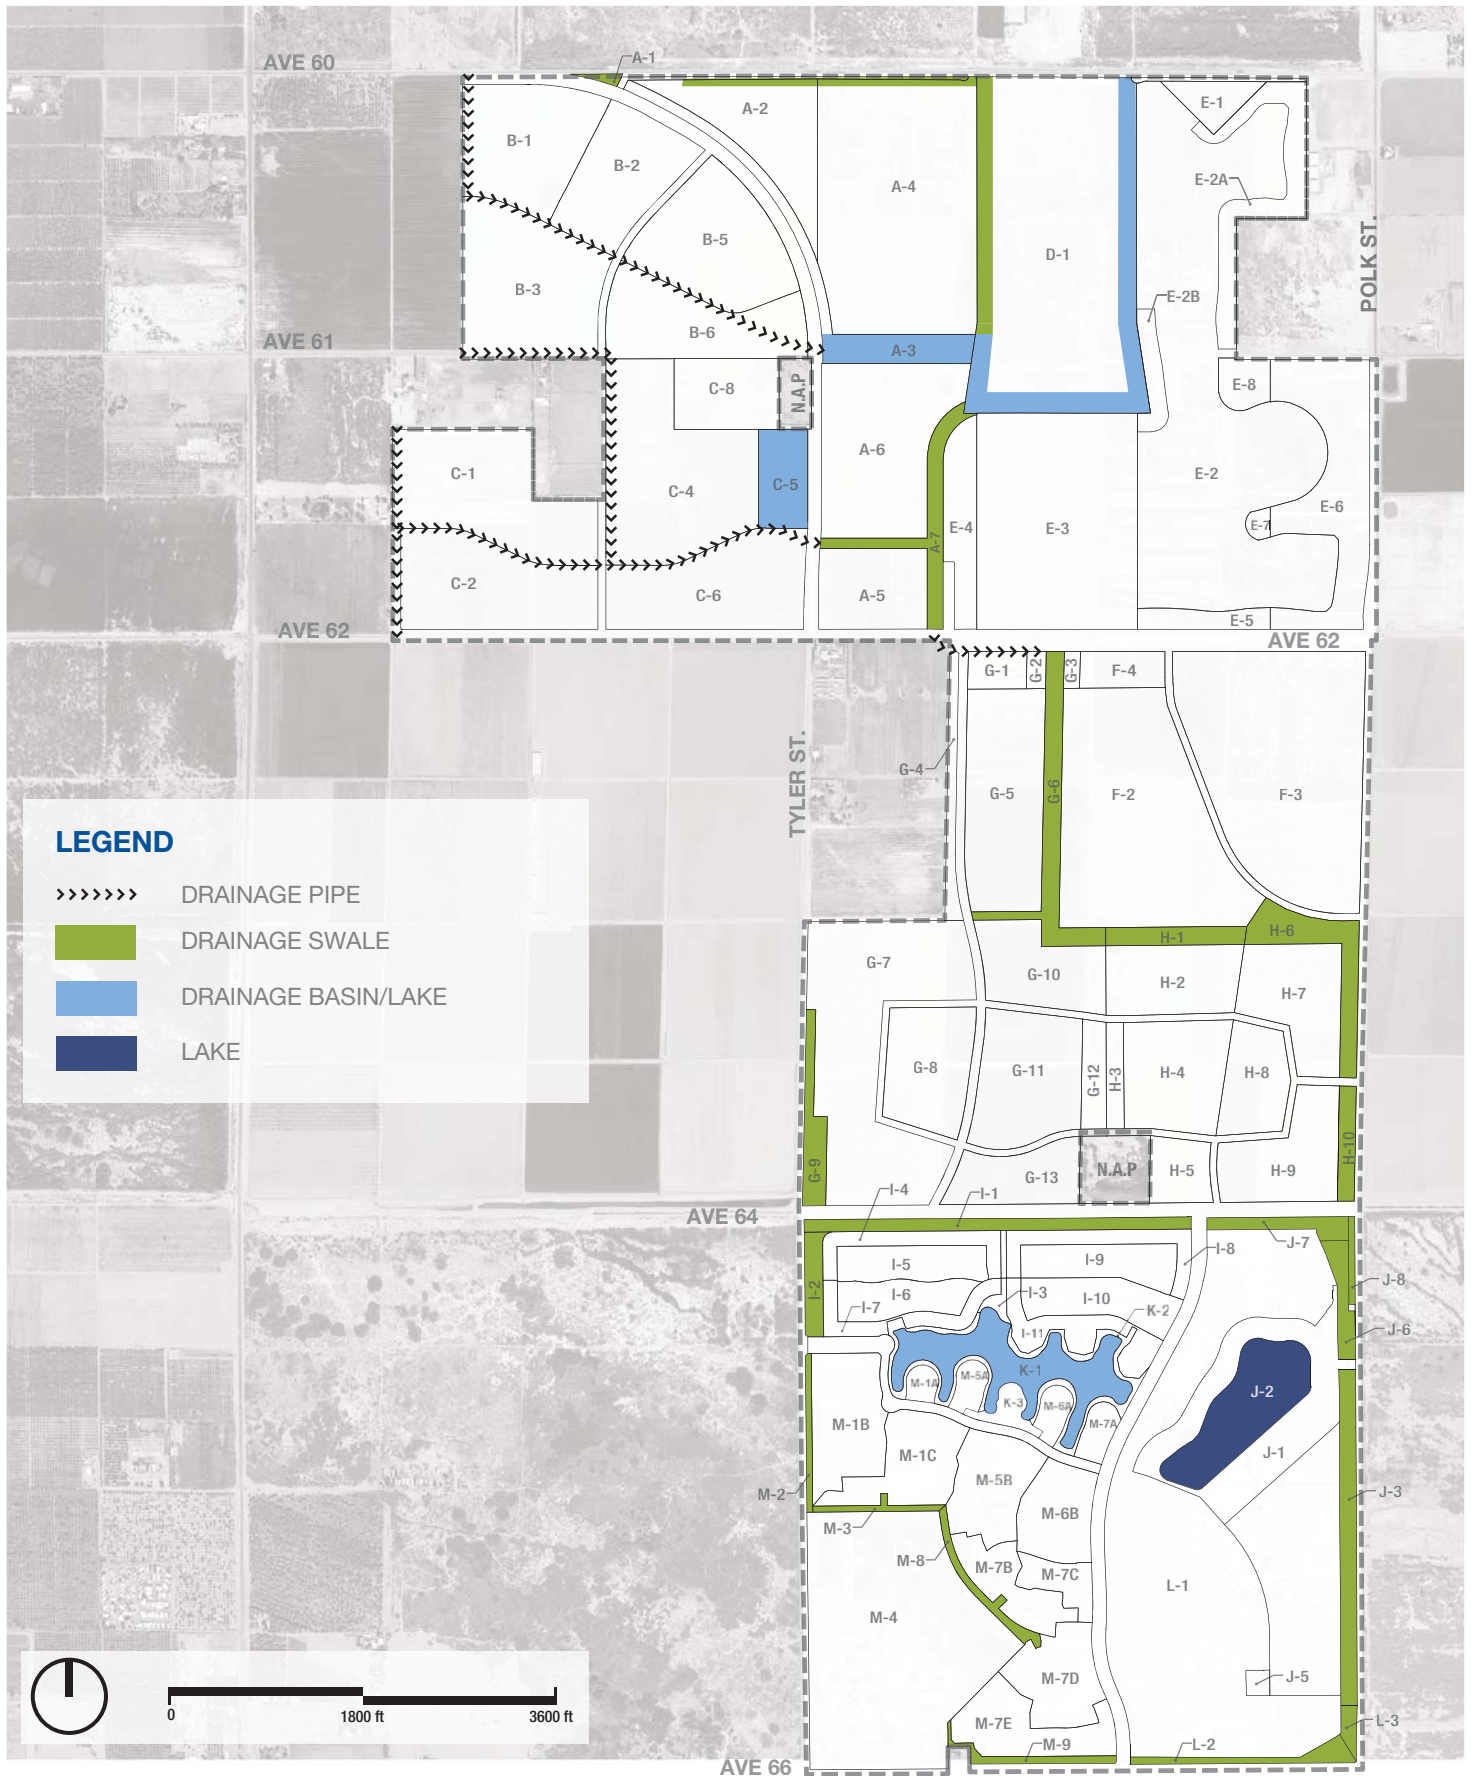 AVE 60
A-1
A-2
B-1
B-2
E-1
E-2A
A-4
B-5
D-1
POLK ST.
B-3
E-2B
B-6
AVE 61
A-3
C-8
N.A.P
E-8
A-6
C-1
C-4
C-5
E-2
E-6
E-7
E-4
E-3
A-7
C-2
C-6
A-5
E-5
AVE 62
AVE 62
G-1
G-2
G-3
F-4
G-4
TYLER ST.
G-5
G-6
F-2
F-3
LEGEND
DRAINAGE PIPE
DRAINAGE SWALE
DRAINAGE BASIN/LAKE
LAKE
H-6
H-1
G-7
G-10
H-2
H-7
G-8
G-11
G-12
H-3
H-4
H-8
G-9
G-13
N.A.P
H-5
H-9
H-10
I-4
I-1
AVE 64
J-7
I-8
I-5
I-9
I-2
I-6
I-3
I-10
J-8
I-7
K-2
J-6
I-11
K-1
M-1A
M-5A
K-3
M-6A
M-7A
J-2
M-1B
M-1C
J-1
M-5B
M-2
J-3
M-6B
M-3
M-8
M-7B
M-7C
L-1
M-4
M-7D
J-5
M-7E
L-3
M-9
L-2
AVE 66
0
1800 ft
3600 ft